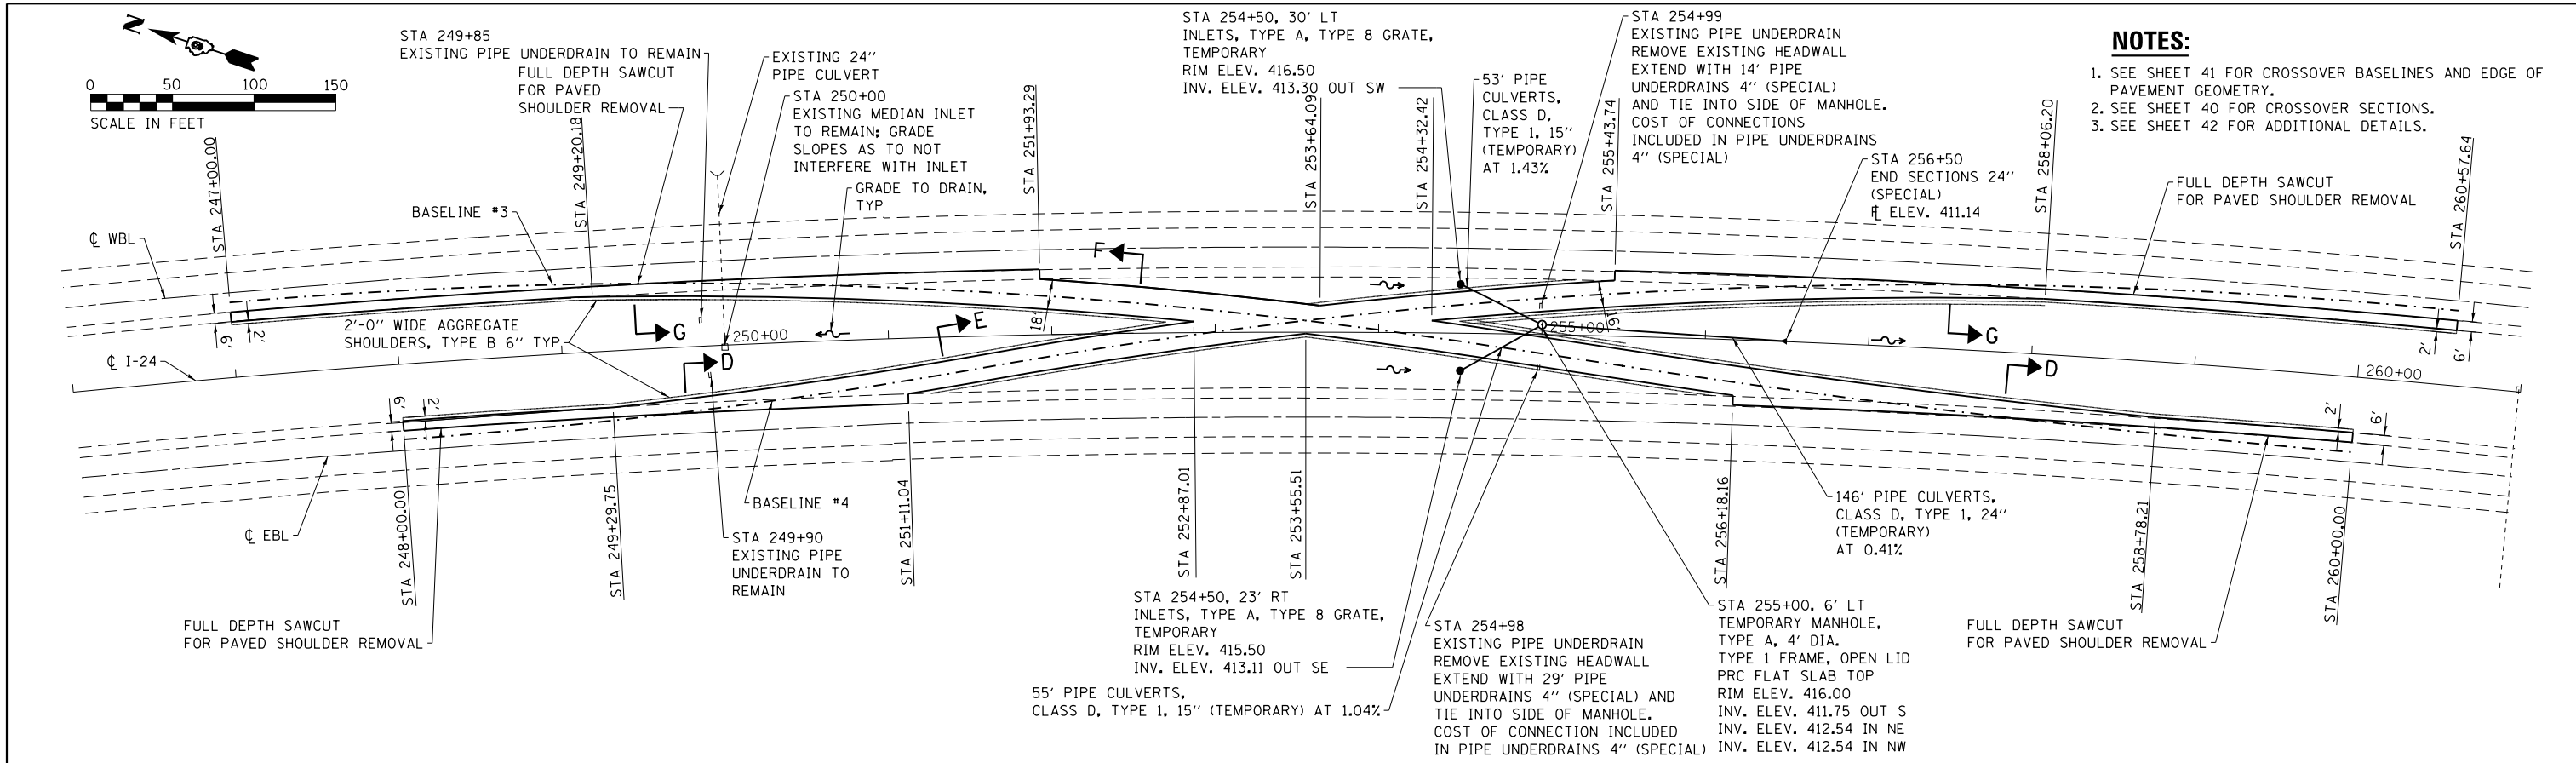 N
0 50 100 150
SCALE IN FEET
STA 249+85
EXISTING PIPE UNDERDRAIN TO REMAIN
FULL DEPTH SAWCUT
FOR PAVED
SHOULDER REMOVAL
EXISTING 24''
PIPE CULVERT
STA 250+00
EXISTING MEDIAN INLET
TO REMAIN; GRADE
SLOPES AS TO NOT
INTERFERE WITH INLET
GRADE TO DRAIN,
TYP
STA 254+50, 30' LT
INLETS, TYPE A, TYPE 8 GRATE,
TEMPORARY
RIM ELEV. 416.50
INV. ELEV. 413.30 OUT SW
53' PIPE
CULVERTS,
CLASS D,
TYPE 1, 15''
(TEMPORARY)
AT 1.43%
STA 254+99
EXISTING PIPE UNDERDRAIN
REMOVE EXISTING HEADWALL
EXTEND WITH 14' PIPE
UNDERDRAINS 4'' (SPECIAL)
AND TIE INTO SIDE OF MANHOLE.
COST OF CONNECTIONS
INCLUDED IN PIPE UNDERDRAINS
4'' (SPECIAL)
STA 256+50
END SECTIONS 24''
(SPECIAL)
FL ELEV. 411.14
NOTES:
1. SEE SHEET 41 FOR CROSSOVER BASELINES AND EDGE OF
PAVEMENT GEOMETRY.
2. SEE SHEET 40 FOR CROSSOVER SECTIONS.
3. SEE SHEET 42 FOR ADDITIONAL DETAILS.
FULL DEPTH SAWCUT
FOR PAVED SHOULDER REMOVAL
STA 247+00.00
STA 249+20.18
STA 251+93.29
STA 253+64.09
STA 254+32.42
STA 255+43.74
STA 258+06.20
STA 260+57.64
BASELINE #3
℄ WBL
℄ I-24
℄ EBL
6'
2'
2'-0'' WIDE AGGREGATE
SHOULDERS, TYPE B 6'' TYP
G
D
E
F
18'
250+00
255+00
16'
G
D
260+00
2'
6'
6'
2'
2'
6'
BASELINE #4
STA 248+00.00
STA 249+29.75
STA 251+11.04
STA 252+87.01
STA 253+55.51
STA 256+18.16
STA 258+78.21
STA 260+00.00
FULL DEPTH SAWCUT
FOR PAVED SHOULDER REMOVAL
STA 249+90
EXISTING PIPE
UNDERDRAIN TO
REMAIN
STA 254+50, 23' RT
INLETS, TYPE A, TYPE 8 GRATE,
TEMPORARY
RIM ELEV. 415.50
INV. ELEV. 413.11 OUT SE
55' PIPE CULVERTS,
CLASS D, TYPE 1, 15'' (TEMPORARY) AT 1.04%
STA 254+98
EXISTING PIPE UNDERDRAIN
REMOVE EXISTING HEADWALL
EXTEND WITH 29' PIPE
UNDERDRAINS 4'' (SPECIAL) AND
TIE INTO SIDE OF MANHOLE.
COST OF CONNECTION INCLUDED
IN PIPE UNDERDRAINS 4'' (SPECIAL)
146' PIPE CULVERTS,
CLASS D, TYPE 1, 24''
(TEMPORARY)
AT 0.41%
STA 255+00, 6' LT
TEMPORARY MANHOLE,
TYPE A, 4' DIA.
TYPE 1 FRAME, OPEN LID
PRC FLAT SLAB TOP
RIM ELEV. 416.00
INV. ELEV. 411.75 OUT S
INV. ELEV. 412.54 IN NE
INV. ELEV. 412.54 IN NW
FULL DEPTH SAWCUT
FOR PAVED SHOULDER REMOVAL